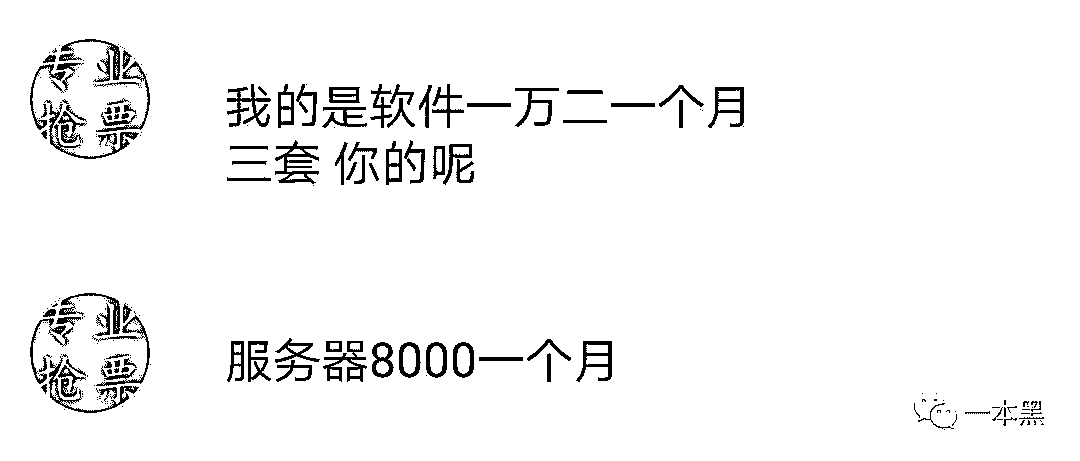 专业
抢票
我的是软件一万二一个月
三套 你的呢
专业
抢票
服务器8000一个月
一本黑